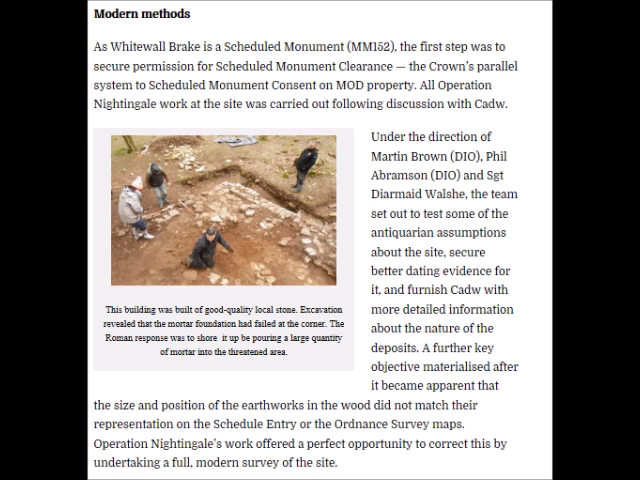 Modern methods
As Whitewall Brake is a Scheduled Monument (MM152), the first step was to
secure permission for Scheduled Monument Clearance — the Crown's parallel
system to Scheduled Monument Consent on MOD property. All Operation
Nightingale work at the site was carried out following discussion with Cadw.
This building was built of good-quality local stone. Excavation
revealed that the mortar foundation had failed at the corner. The
Roman response was to shore it up be pouring a large quantity
of mortar into the threatened area.
Under the direction of
Martin Brown (DIO), Phil
Abramson (DIO) and Sgt
Diarmaid Walshe, the team
set out to test some of the
antiquarian assumptions
about the site, secure
better dating evidence for
it, and furnish Cadw with
more detailed information
about the nature of the
deposits. A further key
objective materialised after
it became apparent that
the size and position of the earthworks in the wood did not match their
representation on the Schedule Entry or the Ordnance Survey maps.
Operation Nightingale's work offered a perfect opportunity to correct this by
undertaking a full, modern survey of the site.